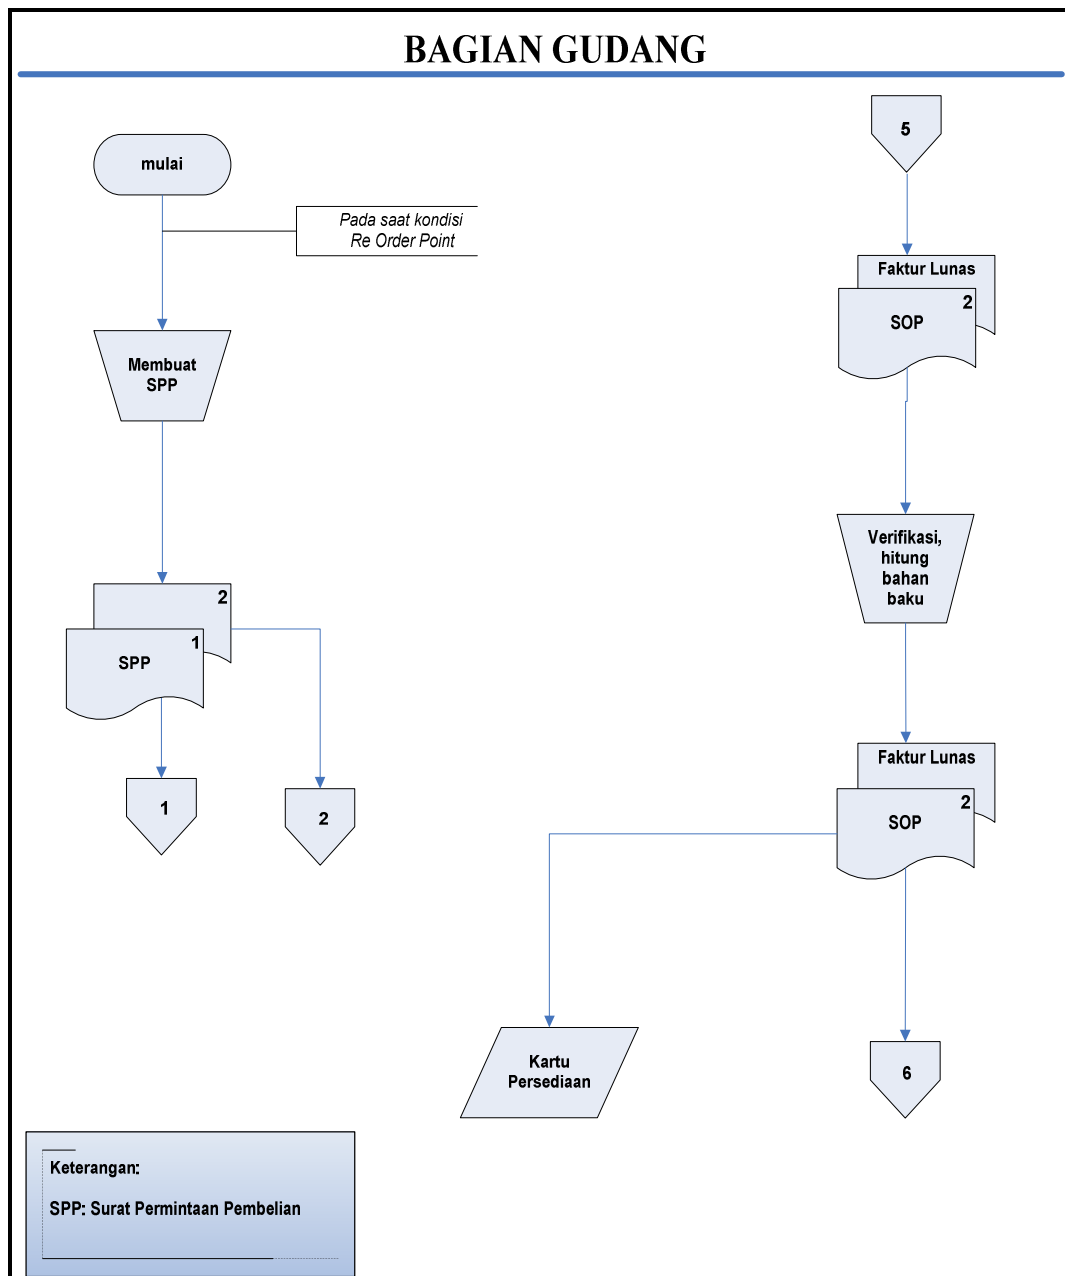 BAGIAN GUDANG
mulai
Pada saat kondisi
Re Order Point
Membuat
SPP
2
1
SPP
1
2
5
Faktur Lunas
2
SOP
Verifikasi,
hitung
bahan
baku
Faktur Lunas
2
SOP
Kartu
Persediaan
6
Keterangan:
SPP: Surat Permintaan Pembelian